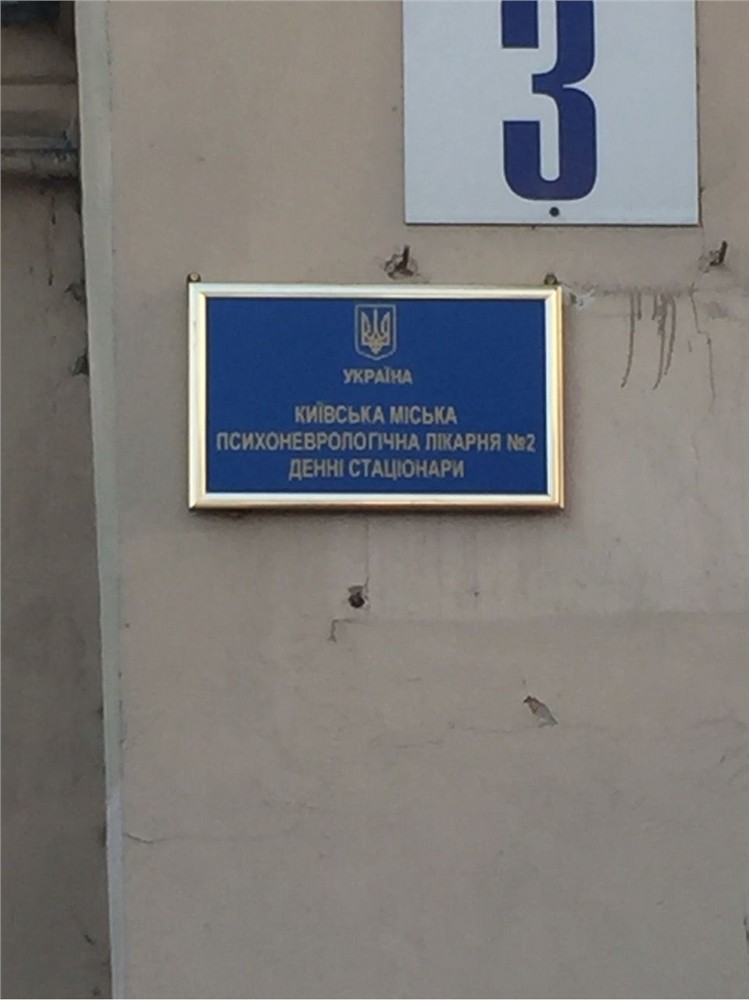 3
УКРАЇНА
КИЇВСЬКА МІСЬКА
ПСИХОНЕВРОЛОГІЧНА ЛІКАРНЯ №2
ДЕННІ СТАЦІОНАРИ